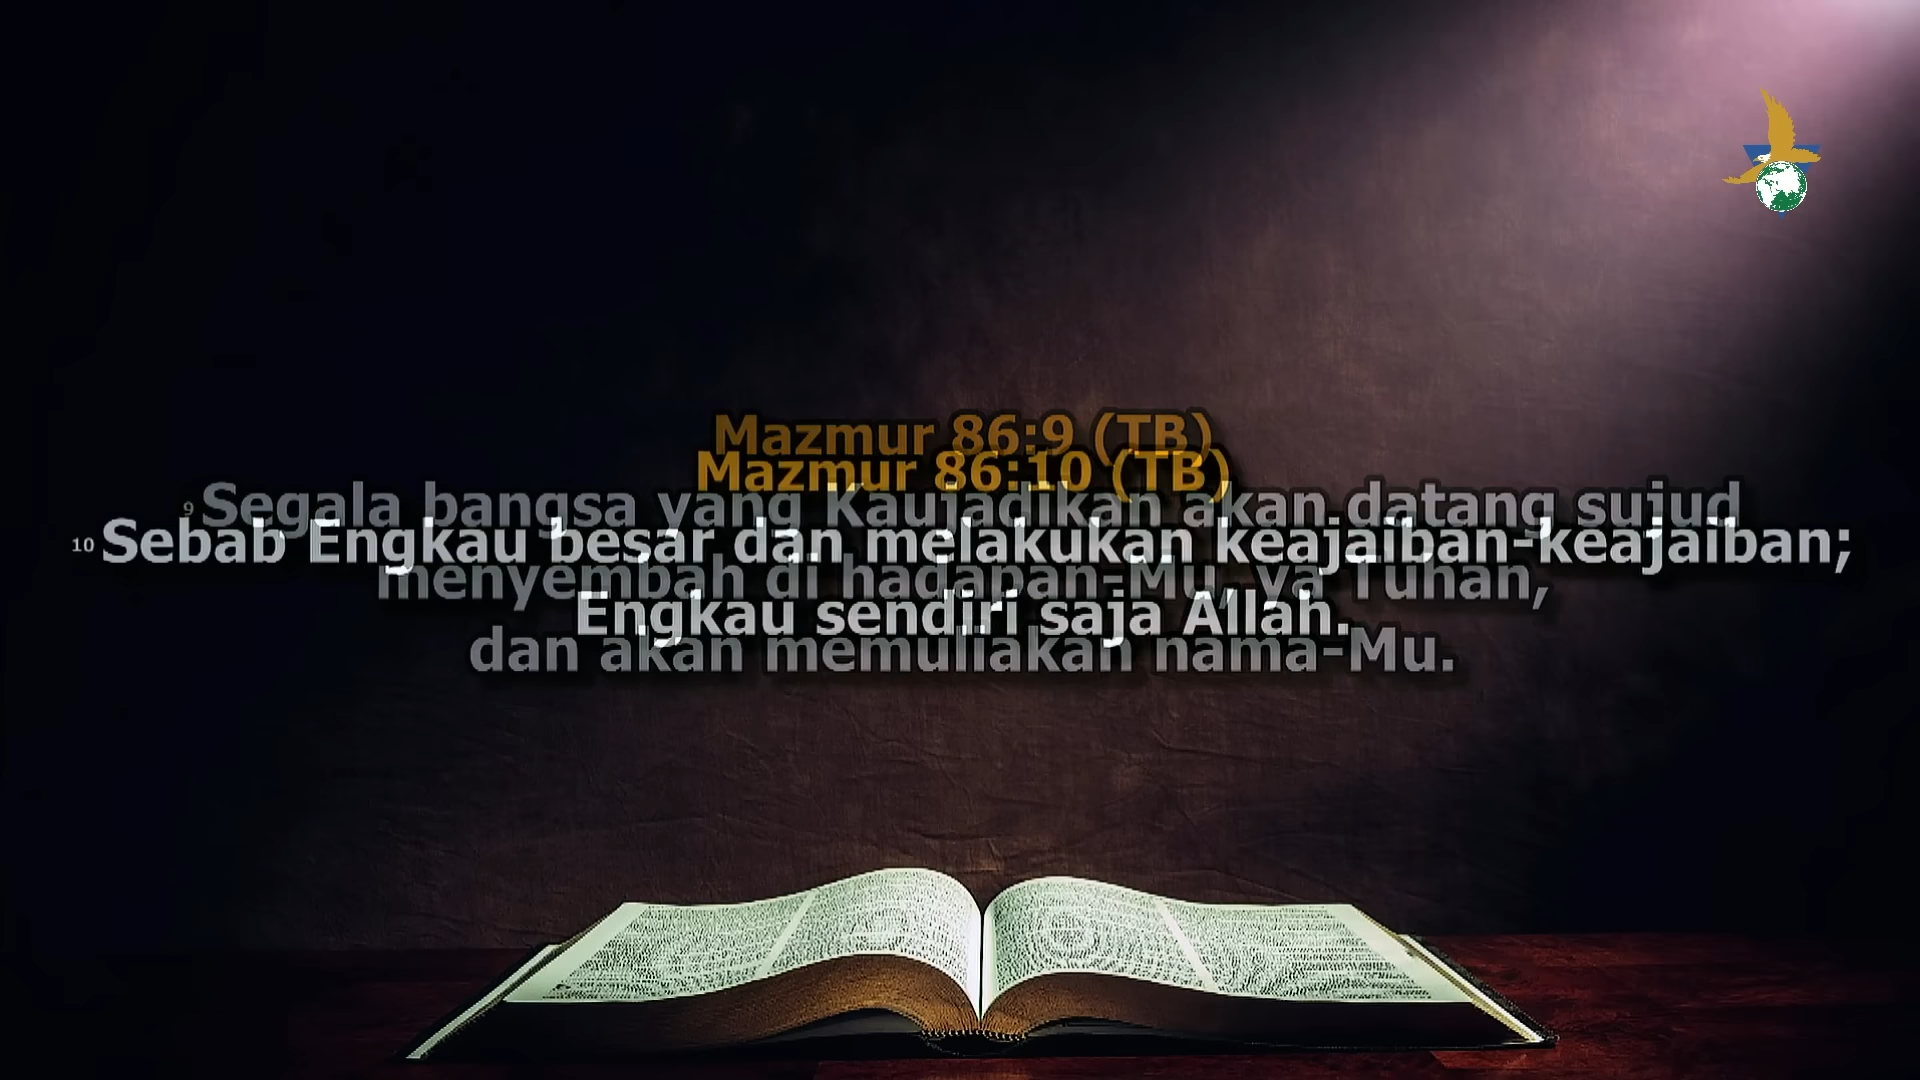 Mazmur 86:9 (TB)
Mazmur 86:10 (TB)
9 Segala bangsa yang Kaujadikan akan datang sujud
10 Sebab Engkau besar dan melakukan keajaiban-keajaiban;
menyembah di hadapan-Mu, ya Tuhan,
Engkau sendiri saja Allah.
dan akan memuliakan nama-Mu.